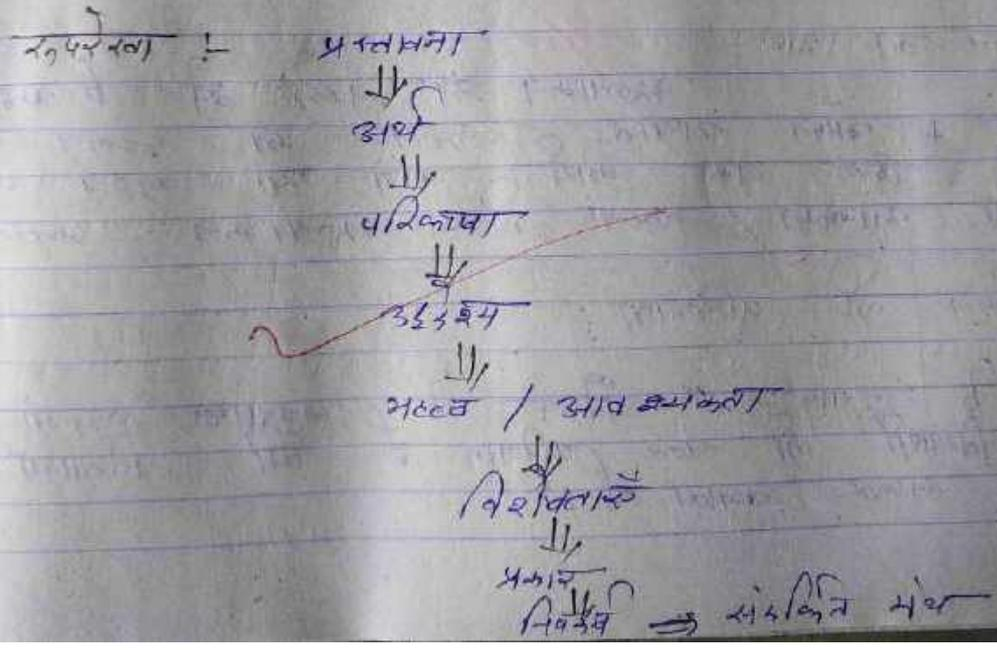 रूपरेखा :- प्रस्तावना
अर्थ
परिभाषा
उद्देश्य
महत्व / आवश्यकता
विशेषताएँ
प्रकार
निष्कर्ष ⇒ संदर्भित ग्रंथ